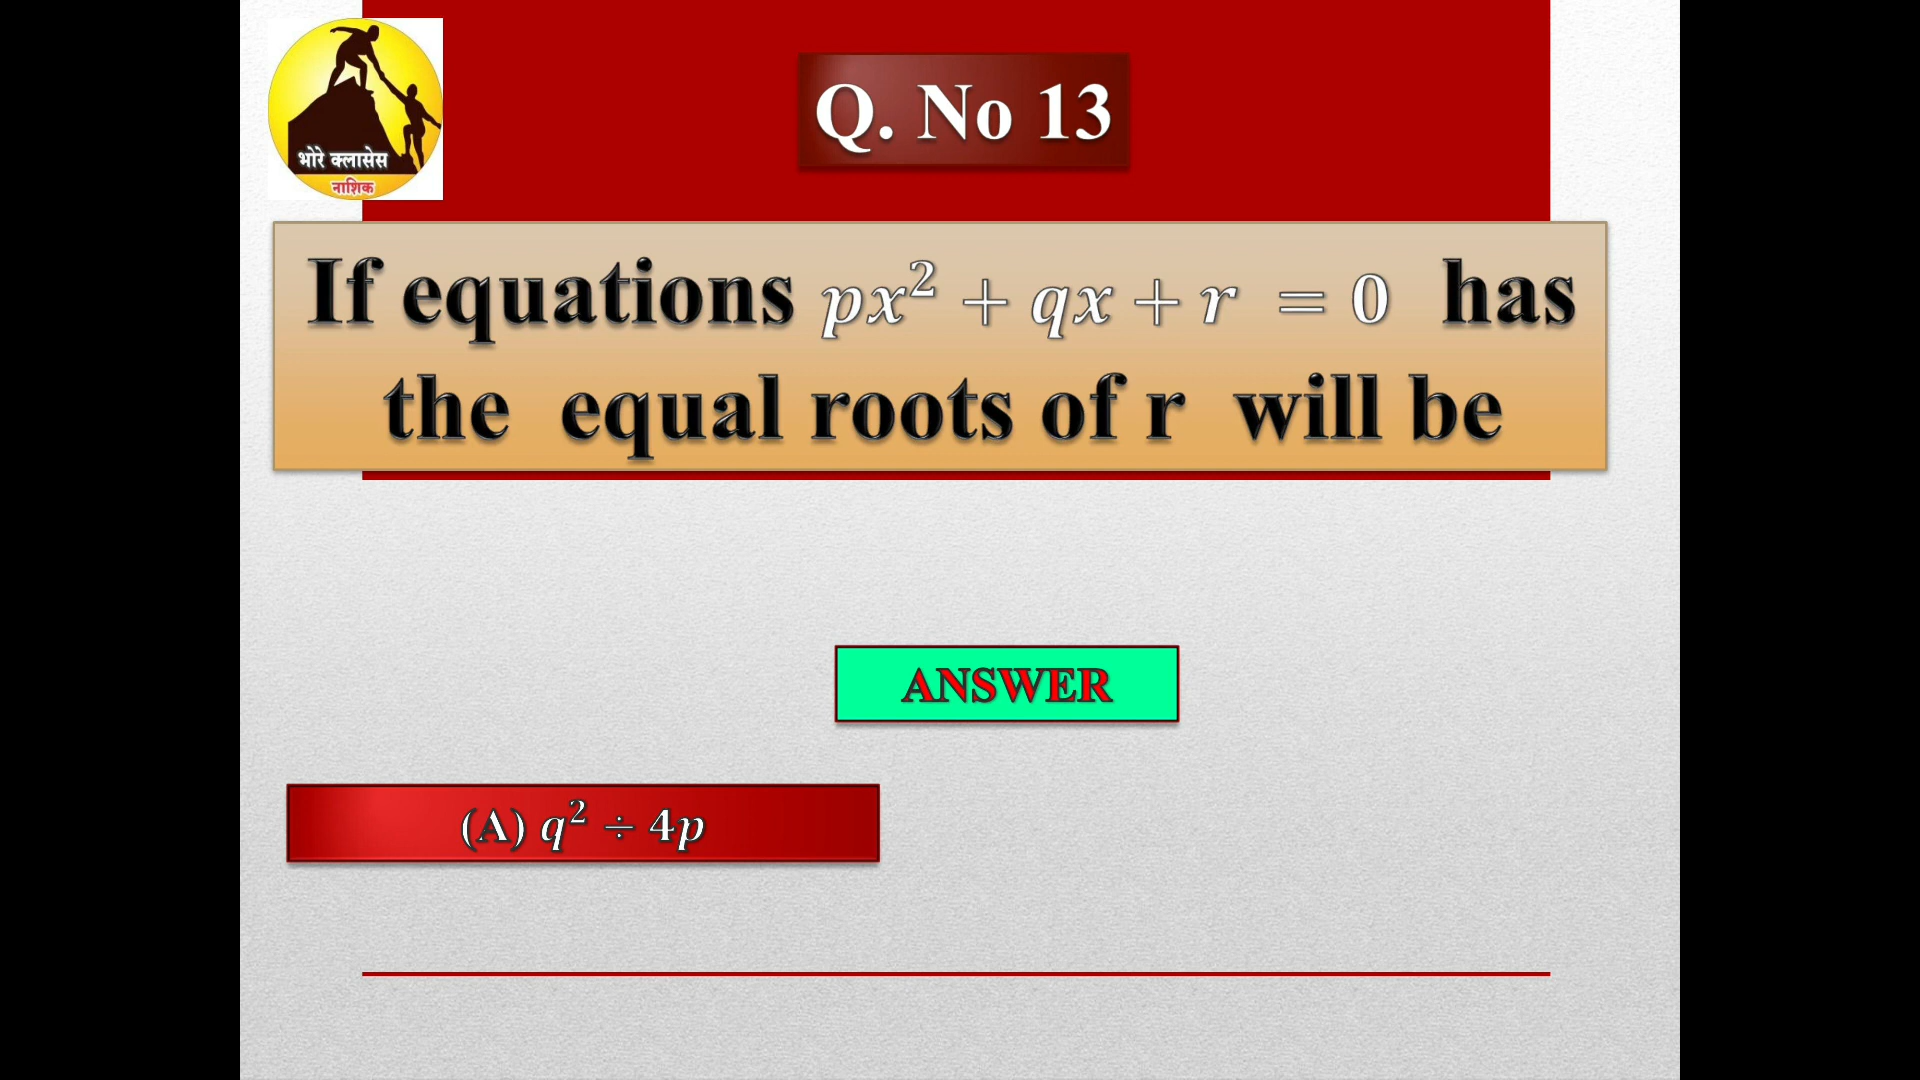 भोरे क्लासेस
नाशिक
Q. No 13
If equations px² + qx + r = 0 has
the equal roots of r will be
ANSWER
(A) q² ÷ 4p